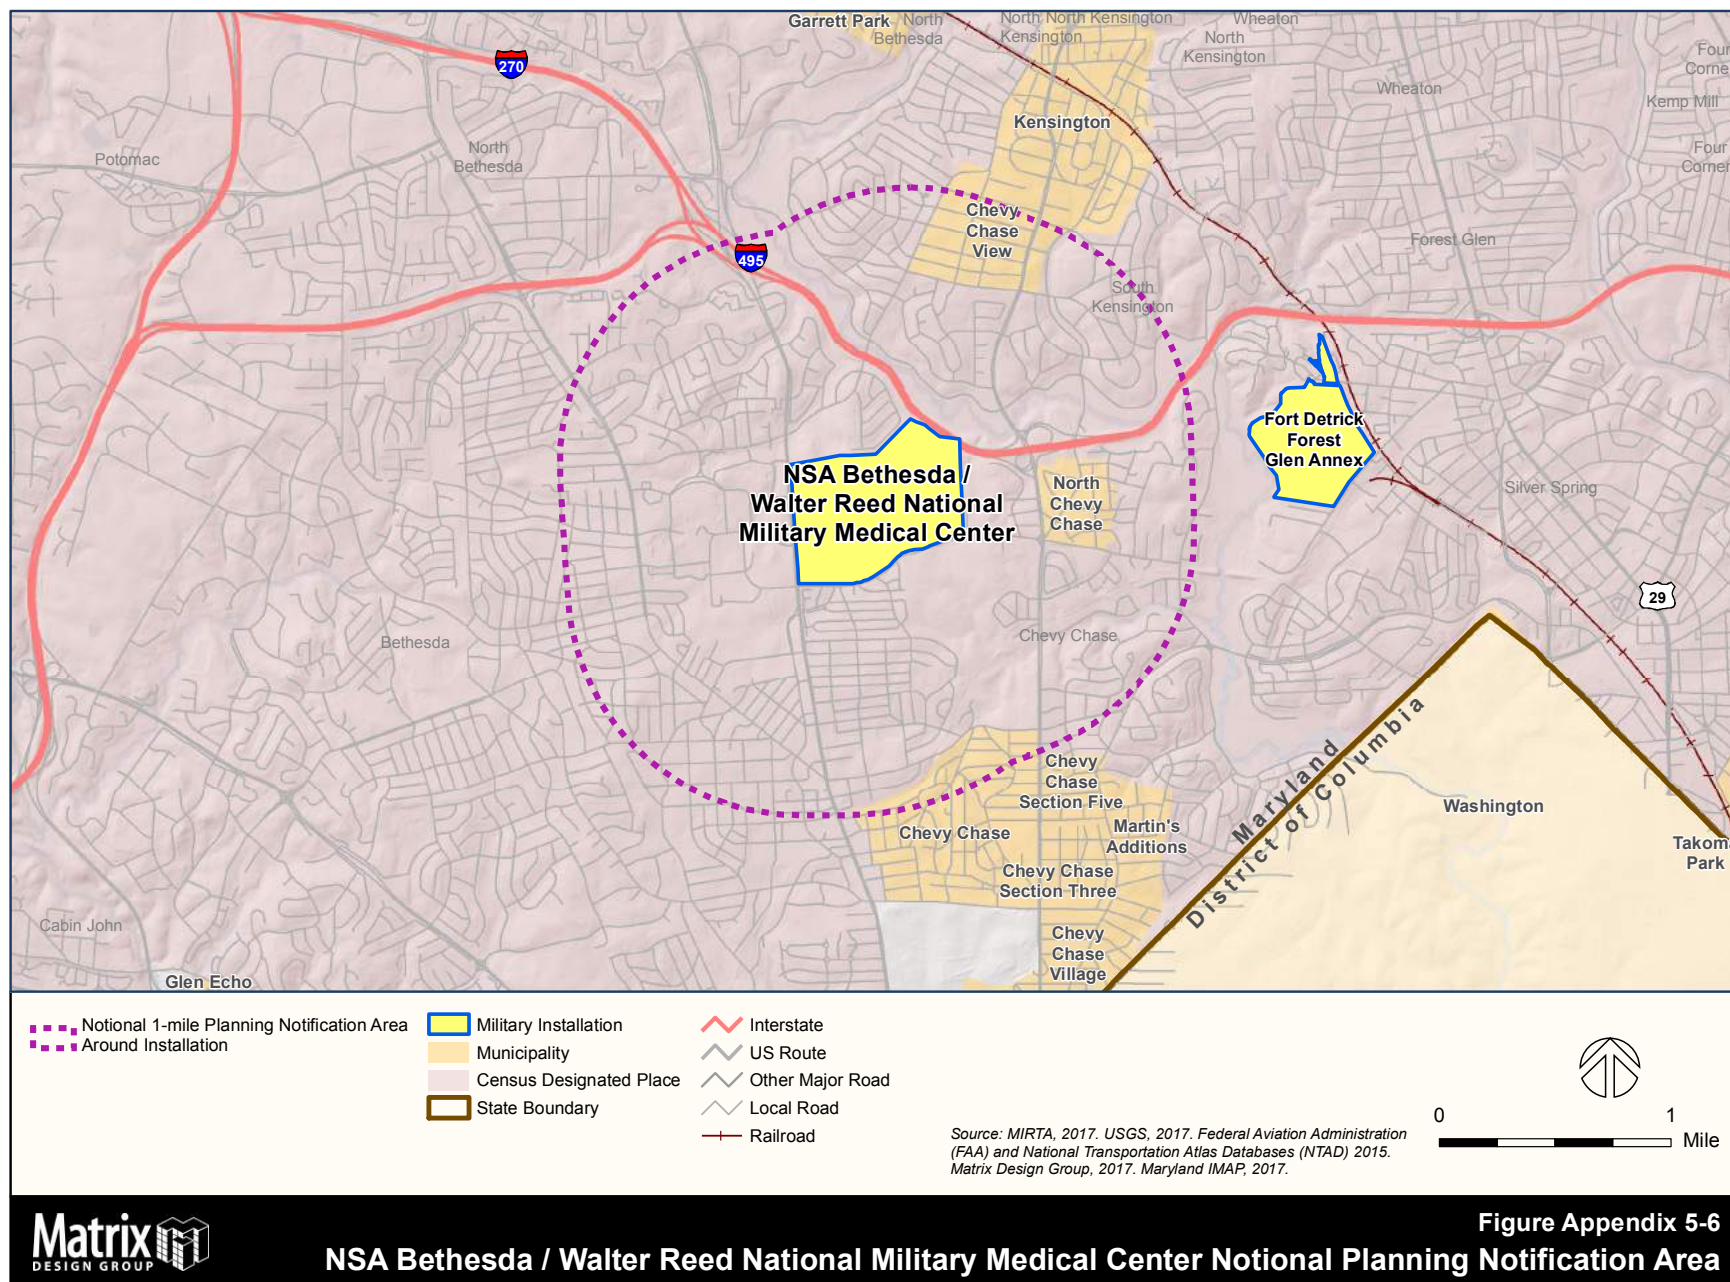 Garrett Park
North
Bethesda
North North Kensington
Kensington
Wheaton
North
Kensington
Four
Corne
270
Wheaton
Kemp Mill
Kensington
Potomac
North
Bethesda
Four
Corner
Chevy
Chase
View
Forest Glen
495
South
Kensington
Fort Detrick
Forest
Glen Annex
NSA Bethesda /
Walter Reed National
Military Medical Center
North
Chevy
Chase
Silver Spring
29
Bethesda
Chevy Chase
Maryland
District of Columbia
Chevy
Chase
Section Five
Washington
Chevy Chase
Martin's
Additions
Takoma
Park
Chevy Chase
Section Three
Cabin John
Chevy
Chase
Village
Glen Echo
Notional 1-mile Planning Notification Area
Around Installation
Military Installation
Municipality
Census Designated Place
State Boundary
Interstate
US Route
Other Major Road
Local Road
Railroad
Source: MIRTA, 2017. USGS, 2017. Federal Aviation Administration
(FAA) and National Transportation Atlas Databases (NTAD) 2015.
Matrix Design Group, 2017. Maryland IMAP, 2017.
0 1
Mile
Matrix
DESIGN GROUP
Figure Appendix 5-6
NSA Bethesda / Walter Reed National Military Medical Center Notional Planning Notification Area